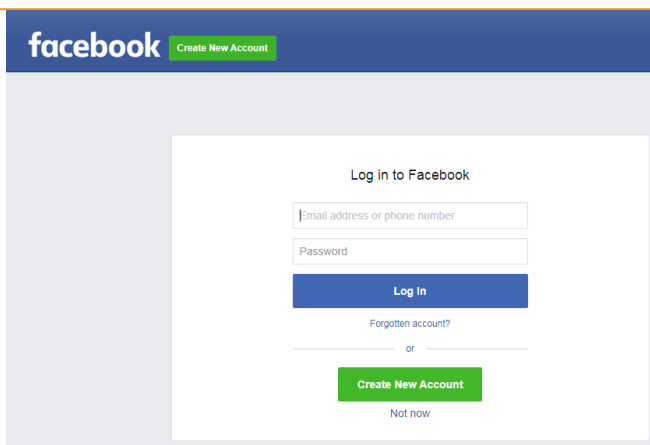 facebook Create New Account
Log in to Facebook
Email address or phone number
Password
Log In
Forgotten account?
or
Create New Account
Not now